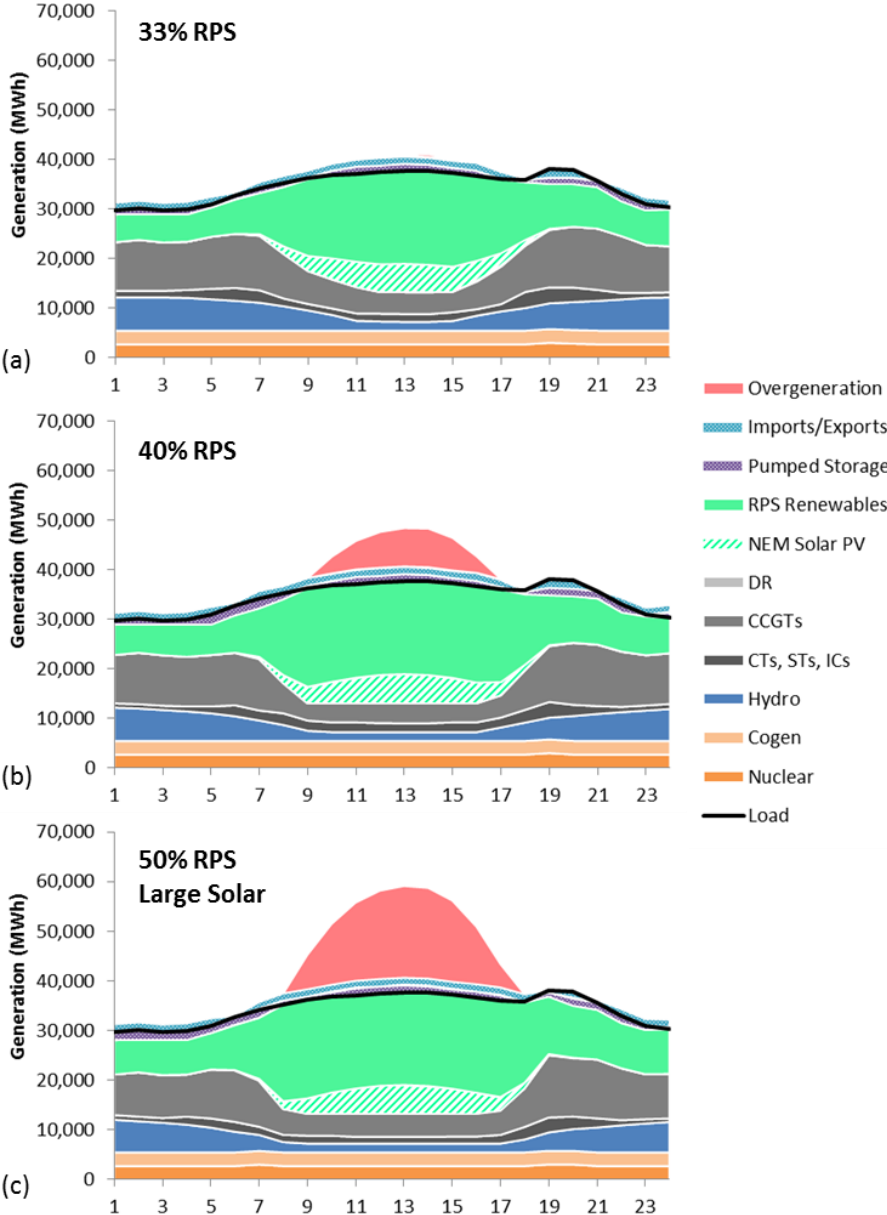 70,000
60,000
50,000
40,000
30,000
20,000
10,000
0
Generation (MWh)
33% RPS
1 3 5 7 9 11 13 15 17 19 21 23
(a)
70,000
60,000
50,000
40,000
30,000
20,000
10,000
0
Generation (MWh)
40% RPS
1 3 5 7 9 11 13 15 17 19 21 23
(b)
Overgeneration
Imports/Exports
Pumped Storage
RPS Renewables
NEM Solar PV
DR
CCGTs
CTs, STs, ICs
Hydro
Cogen
Nuclear
Load
70,000
60,000
50,000
40,000
30,000
20,000
10,000
0
Generation (MWh)
50% RPS
Large Solar
1 3 5 7 9 11 13 15 17 19 21 23
(c)